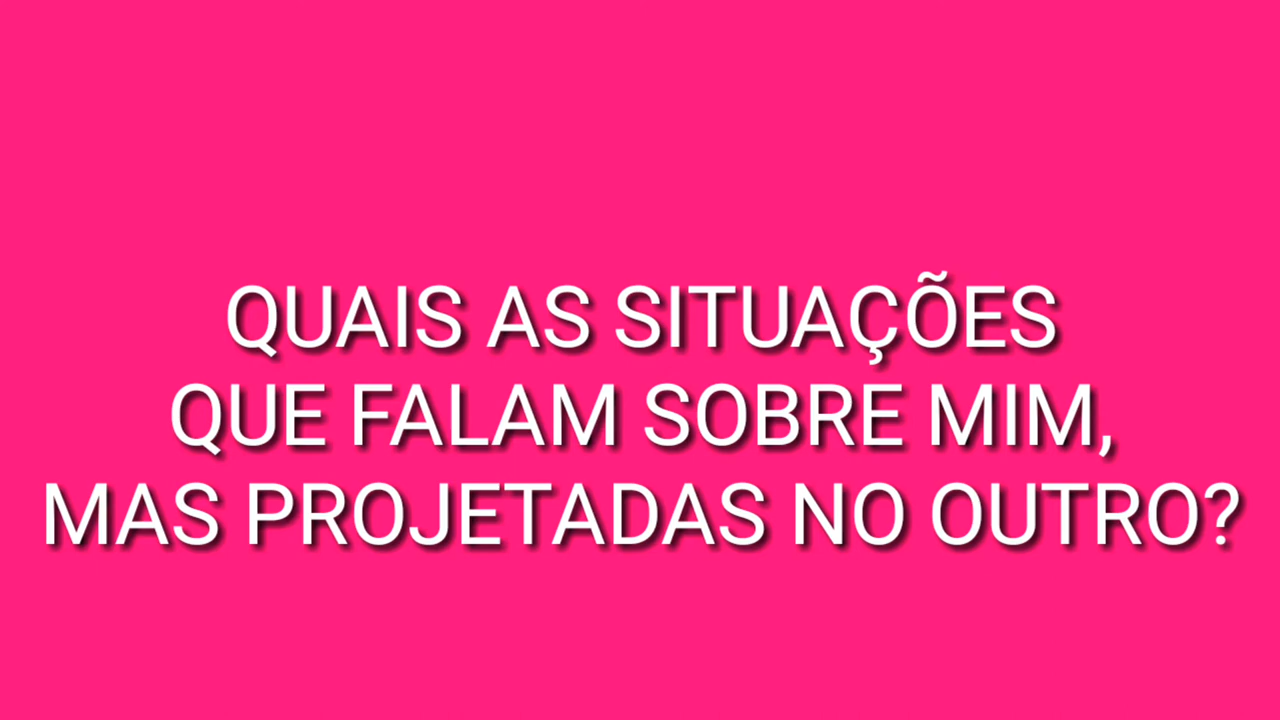 QUAIS AS SITUAÇÕES
QUE FALAM SOBRE MIM,
MAS PROJETADAS NO OUTRO?